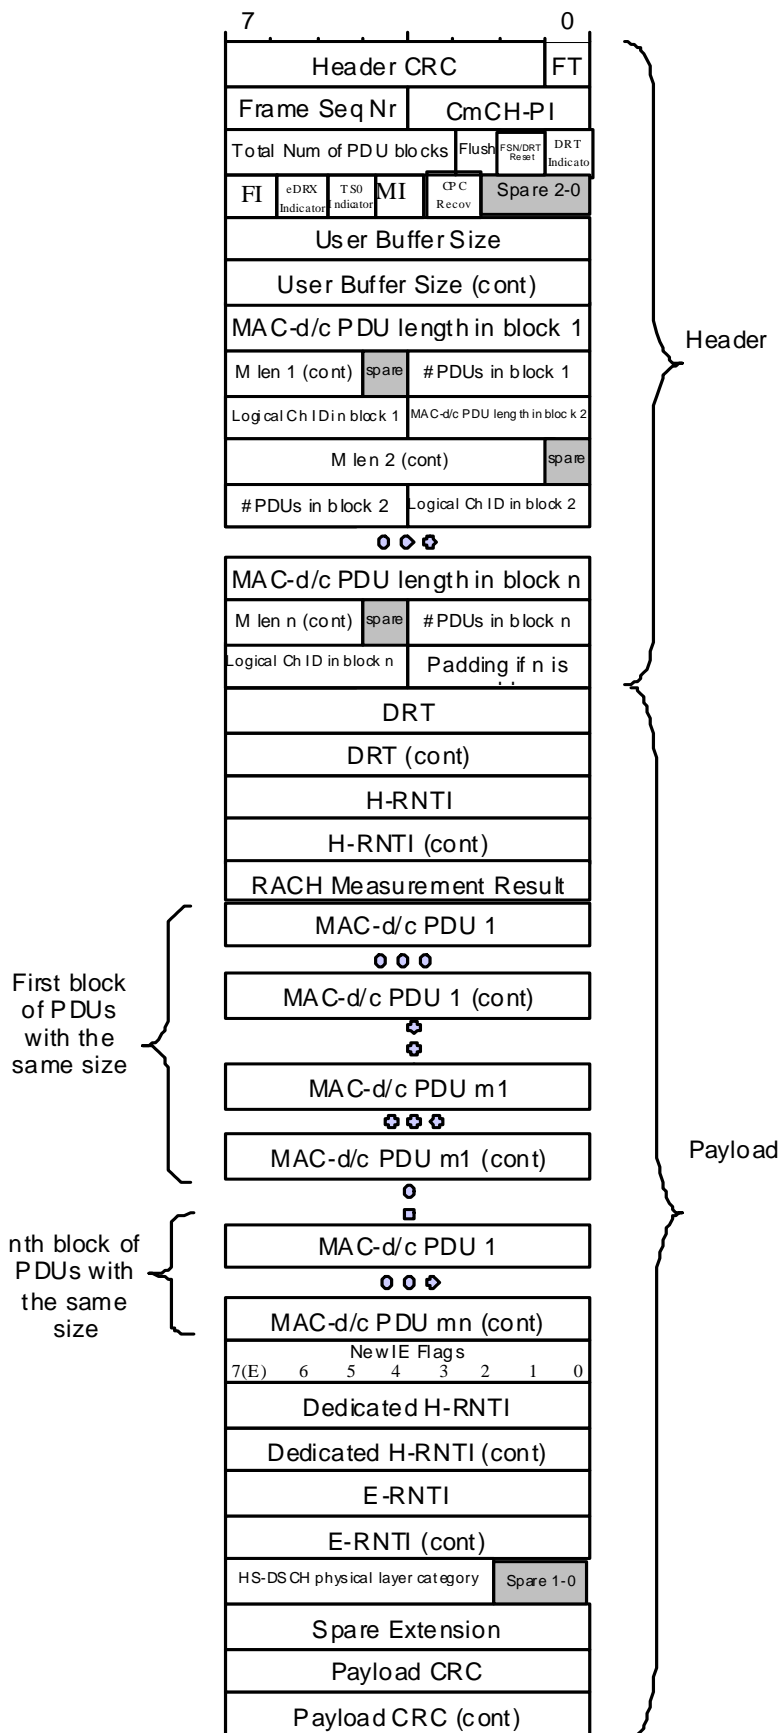 7 0
Header CRC FT
Frame Seq Nr CmCH-PI
Total Num of PDU blocks Flush FSN/DRT Reset DRT Indicato
FI eDRX Indicator TS0 Indicator MI CPC Recov Spare 2-0
User Buffer Size
User Buffer Size (cont)
MAC-d/c PDU length in block 1
Header
M len 1 (cont) spare #PDUs in block 1
Logical Ch ID in block 1 MAC-d/c PDU length in block 2
M len 2 (cont) spare
#PDUs in block 2 Logical Ch ID in block 2
MAC-d/c PDU length in block n
M len n (cont) spare #PDUs in block n
Logical Ch ID in block n Padding if n is
DRT
DRT (cont)
H-RNTI
H-RNTI (cont)
RACH Measurement Result
MAC-d/c PDU 1
First block
of PDUs
with the
same size
MAC-d/c PDU 1 (cont)
MAC-d/c PDU m1
MAC-d/c PDU m1 (cont)
Payload
nth block of
PDUs with
the same
size
MAC-d/c PDU 1
MAC-d/c PDU mn (cont)
New IE Flags
7(E) 6 5 4 3 2 1 0
Dedicated H-RNTI
Dedicated H-RNTI (cont)
E-RNTI
E-RNTI (cont)
HS-DSCH physical layer category Spare 1-0
Spare Extension
Payload CRC
Payload CRC (cont)